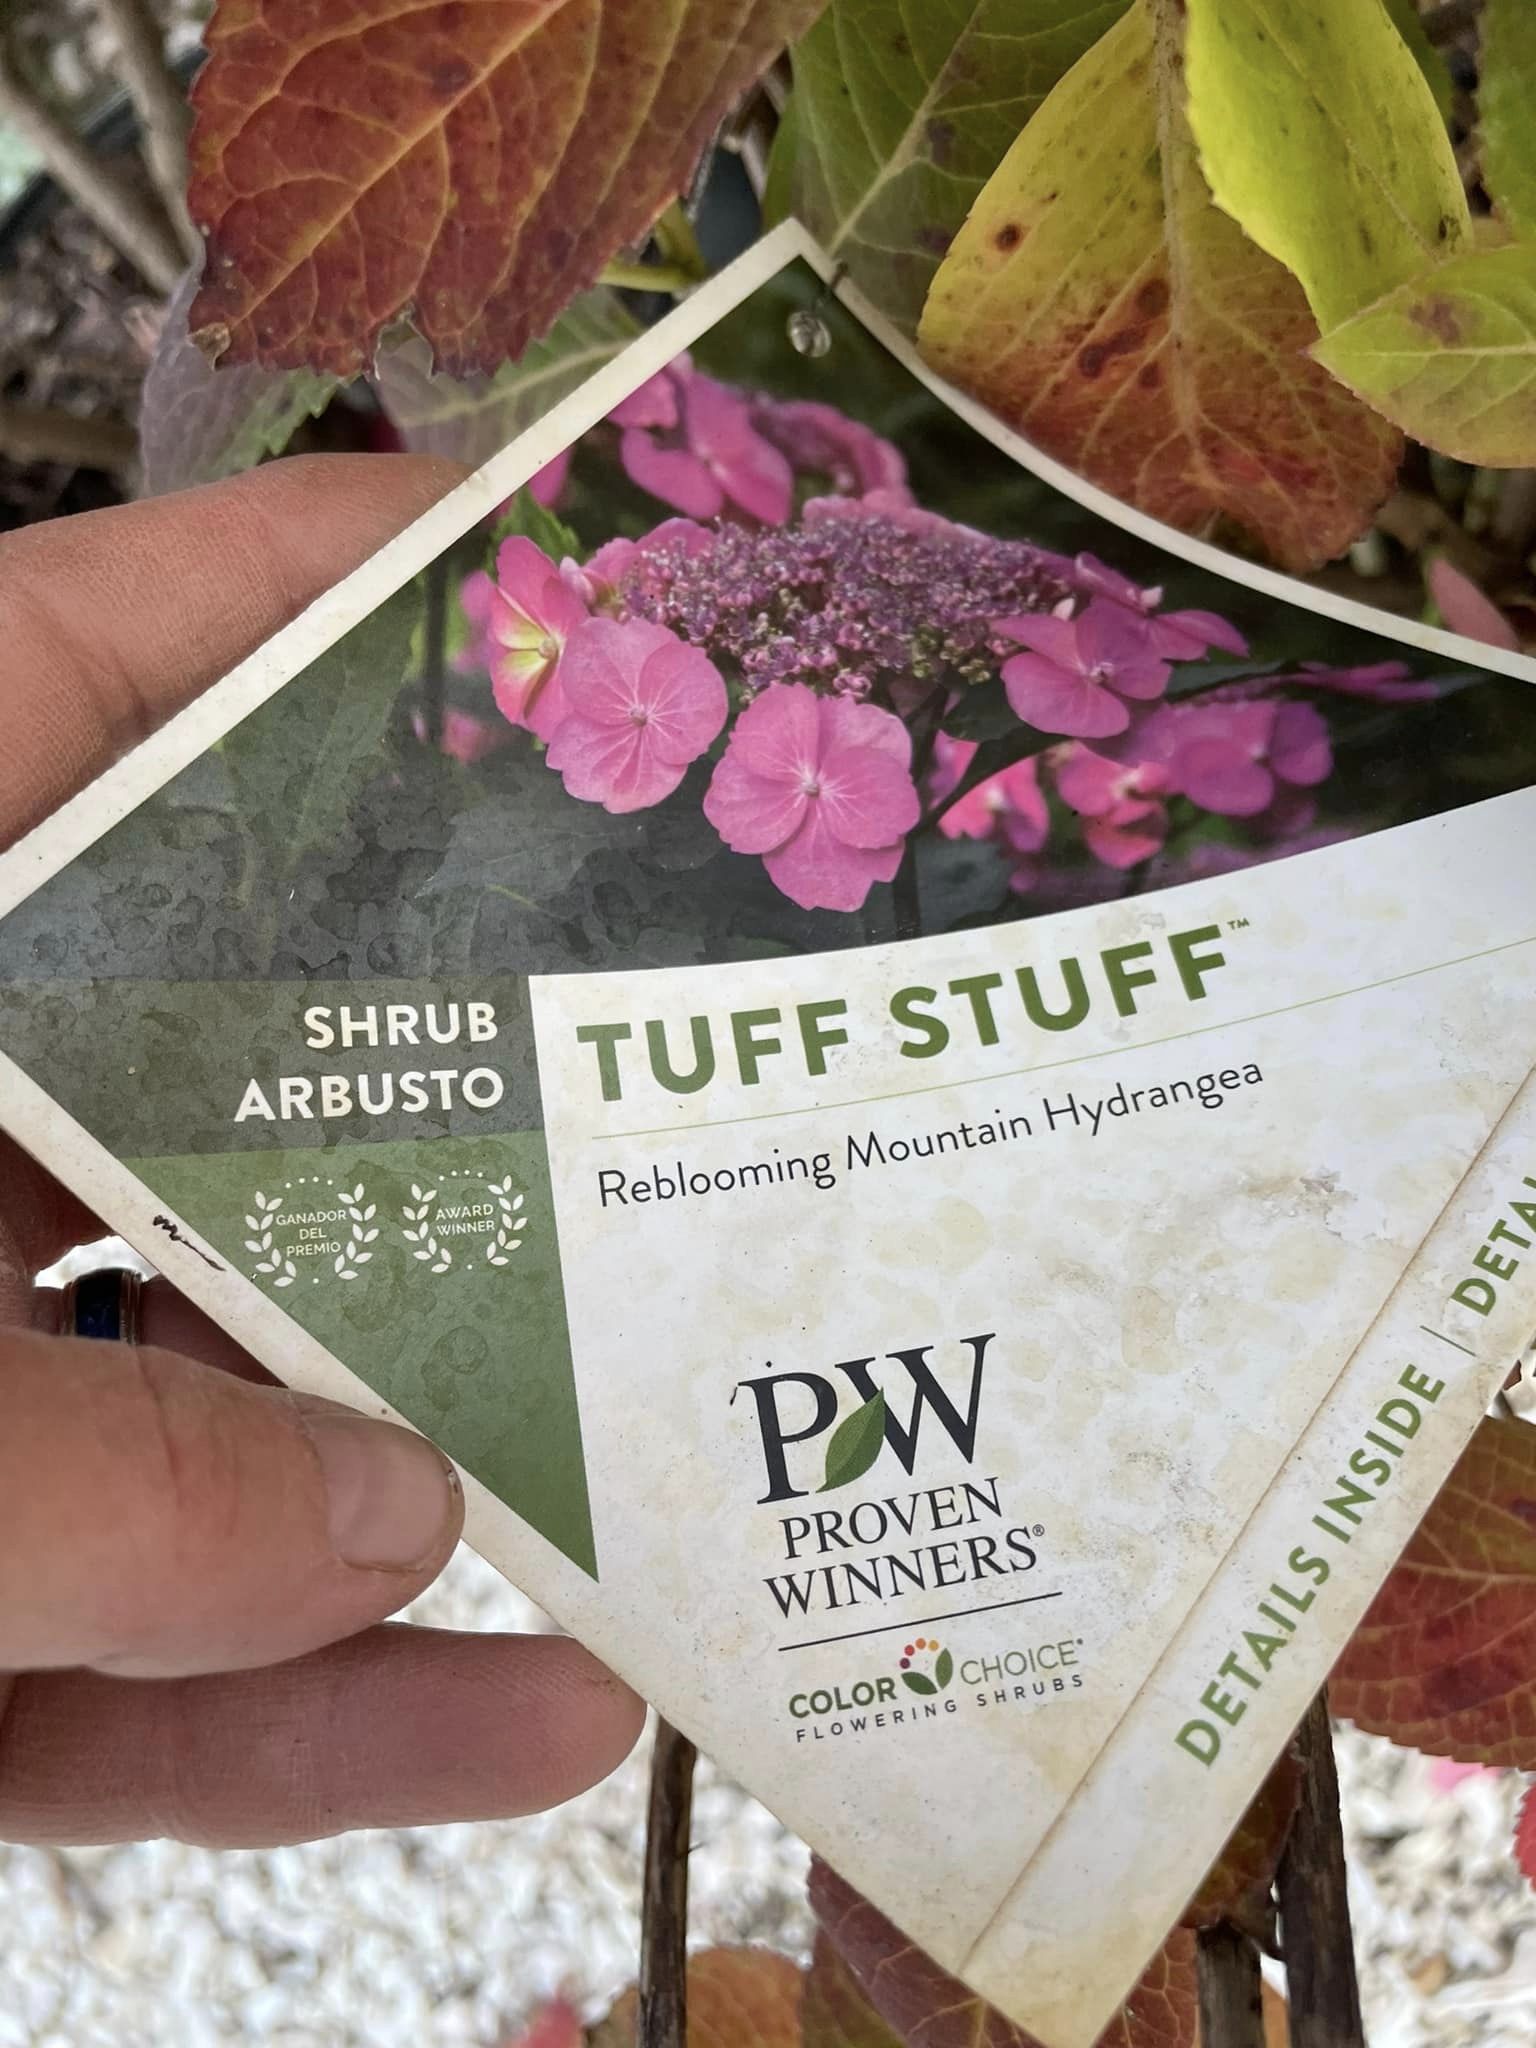 SHRUB
ARBUSTO
GANADOR
DEL
PREMIO
AWARD
WINNER
TUFF STUFF™
Reblooming Mountain Hydrangea
PW
PROVEN
WINNERS®
COLOR CHOICE®
FLOWERING SHRUBS
DETAILS INSIDE |